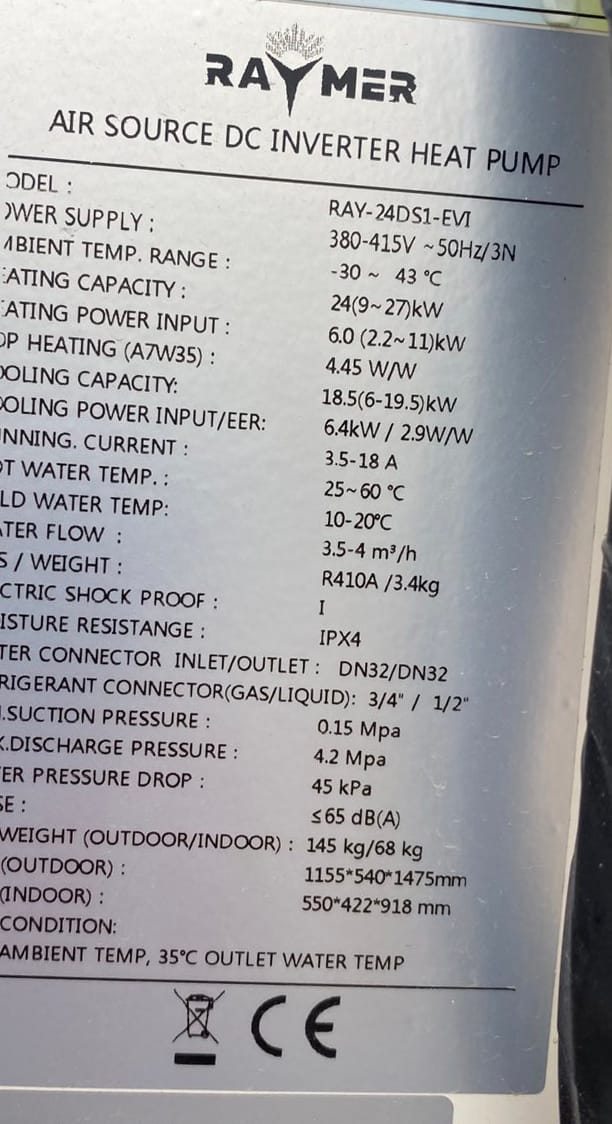 RAYMER
AIR SOURCE DC INVERTER HEAT PUMP
ODEL : RAY-24DS1-EVI
OWER SUPPLY : 380-415V ~50Hz/3N
MBIENT TEMP. RANGE : -30 ~ 43 ℃
EATING CAPACITY : 24(9~27)kW
EATING POWER INPUT : 6.0 (2.2~11)kW
OP HEATING (A7W35) : 4.45 W/W
OOLING CAPACITY: 18.5(6-19.5)kW
OOLING POWER INPUT/EER: 6.4kW / 2.9W/W
UNNING. CURRENT : 3.5-18 A
OT WATER TEMP. : 25~60 ℃
LD WATER TEMP: 10-20℃
ATER FLOW : 3.5-4 m³/h
S / WEIGHT : R410A /3.4kg
CTRIC SHOCK PROOF : I
ISTURE RESISTANGE : IPX4
TER CONNECTOR INLET/OUTLET : DN32/DN32
RIGERANT CONNECTOR(GAS/LIQUID): 3/4" / 1/2"
.SUCTION PRESSURE : 0.15 Mpa
X.DISCHARGE PRESSURE : 4.2 Mpa
ER PRESSURE DROP : 45 kPa
SE : ≤65 dB(A)
WEIGHT (OUTDOOR/INDOOR) : 145 kg/68 kg
(OUTDOOR) : 1155*540*1475mm
(INDOOR) : 550*422*918 mm
CONDITION:
AMBIENT TEMP, 35℃ OUTLET WATER TEMP
CE